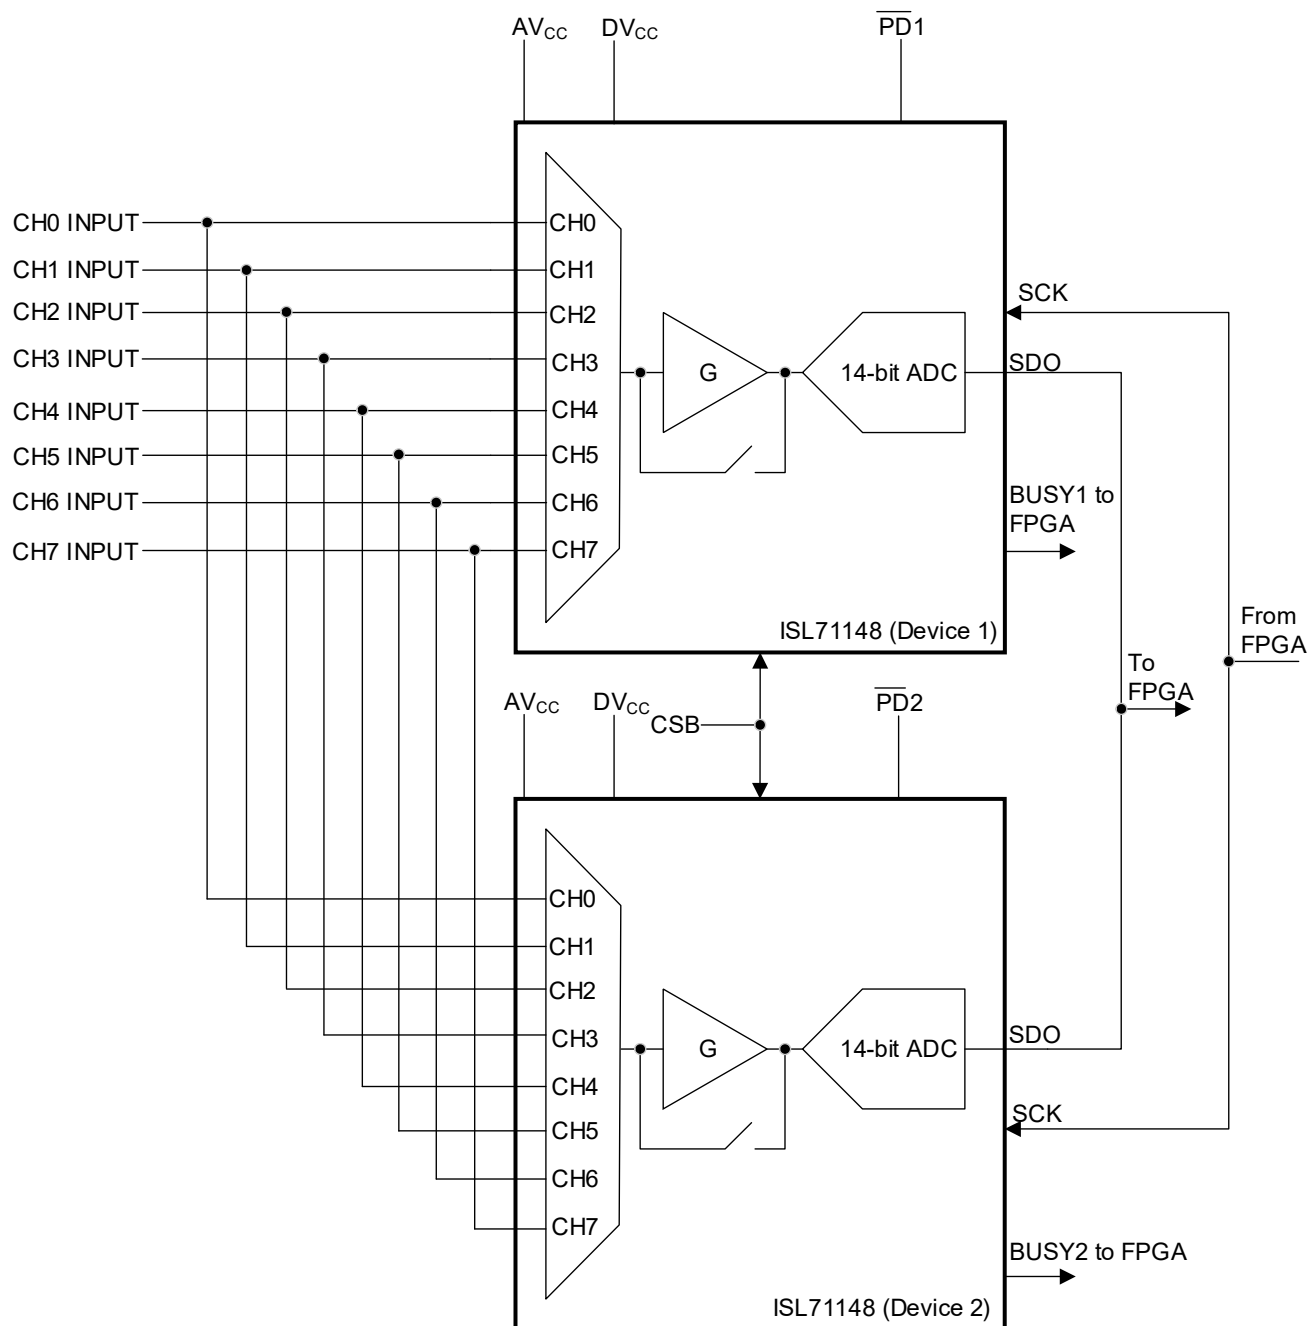 AVCC
DVCC
PD1
CH0 INPUT
CH1 INPUT
CH2 INPUT
CH3 INPUT
CH4 INPUT
CH5 INPUT
CH6 INPUT
CH7 INPUT
CH0
CH1
CH2
CH3
CH4
CH5
CH6
CH7
G
14-bit ADC
SCK
SDO
BUSY1 to
FPGA
ISL71148 (Device 1)
From
FPGA
To
FPGA
CSB
AVCC
DVCC
PD2
CH0
CH1
CH2
CH3
CH4
CH5
CH6
CH7
G
14-bit ADC
SDO
SCK
BUSY2 to FPGA
ISL71148 (Device 2)